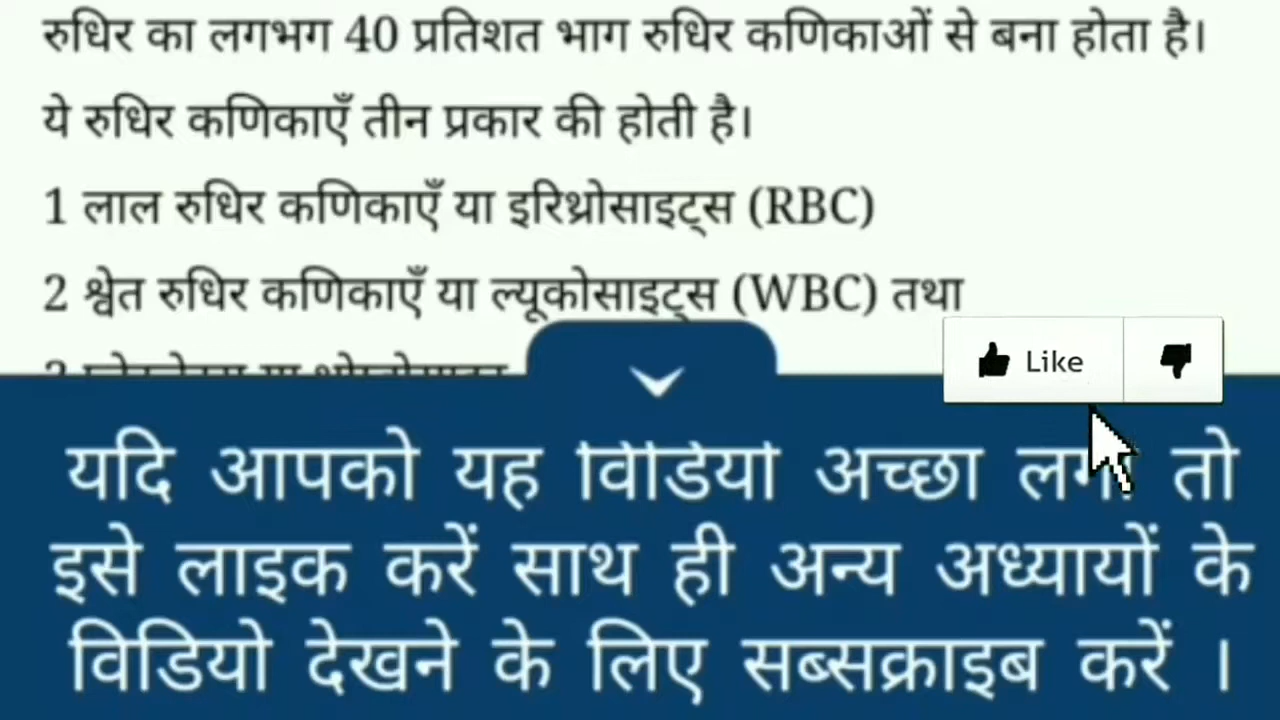 रुधिर का लगभग 40 प्रतिशत भाग रुधिर कणिकाओं से बना होता है।
ये रुधिर कणिकाएँ तीन प्रकार की होती है।
1 लाल रुधिर कणिकाएँ या इरिथ्रोसाइट्स (RBC)
2 श्वेत रुधिर कणिकाएँ या ल्यूकोसाइट्स (WBC) तथा
Like
यदि आपको यह विडियो अच्छा तो
इसे लाइक करें साथ ही अन्य अध्यायों के
विडियो देखने के लिए सब्सक्राइब करें ।